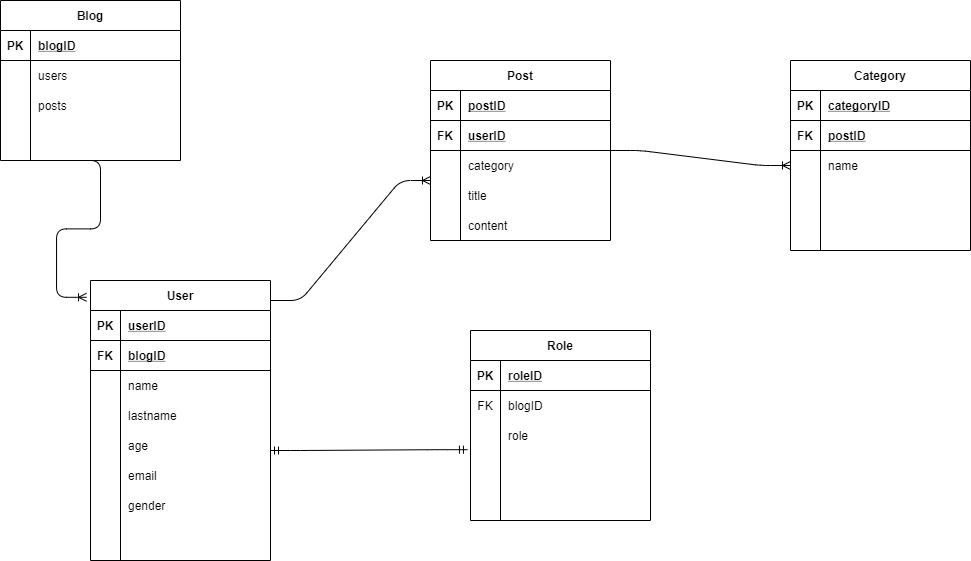 Blog
PK blogID
users
posts
Post
PK postID
FK userID
category
title
content
Category
PK categoryID
FK postID
name
User
PK userID
FK blogID
name
lastname
age
email
gender
Role
PK roleID
FK blogID
role